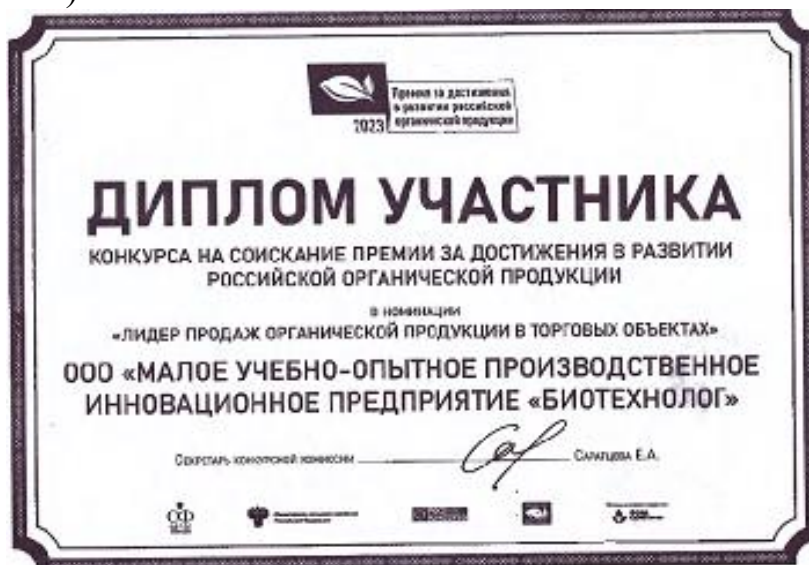 Премия за достижения
в развитии российской
органической продукции
2023
ДИПЛОМ УЧАСТНИКА
КОНКУРСА НА СОИСКАНИЕ ПРЕМИИ ЗА ДОСТИЖЕНИЯ В РАЗВИТИИ
РОССИЙСКОЙ ОРГАНИЧЕСКОЙ ПРОДУКЦИИ
В НОМИНАЦИИ
«ЛИДЕР ПРОДАЖ ОРГАНИЧЕСКОЙ ПРОДУКЦИИ В ТОРГОВЫХ ОБЪЕКТАХ»
ООО «МАЛОЕ УЧЕБНО-ОПЫТНОЕ ПРОИЗВОДСТВЕННОЕ
ИННОВАЦИОННОЕ ПРЕДПРИЯТИЕ «БИОТЕХНОЛОГ»
СЕКРЕТАРЬ КОНКУРСНОЙ КОМИССИИ САРАТЦЕВА Е.А.
СФ